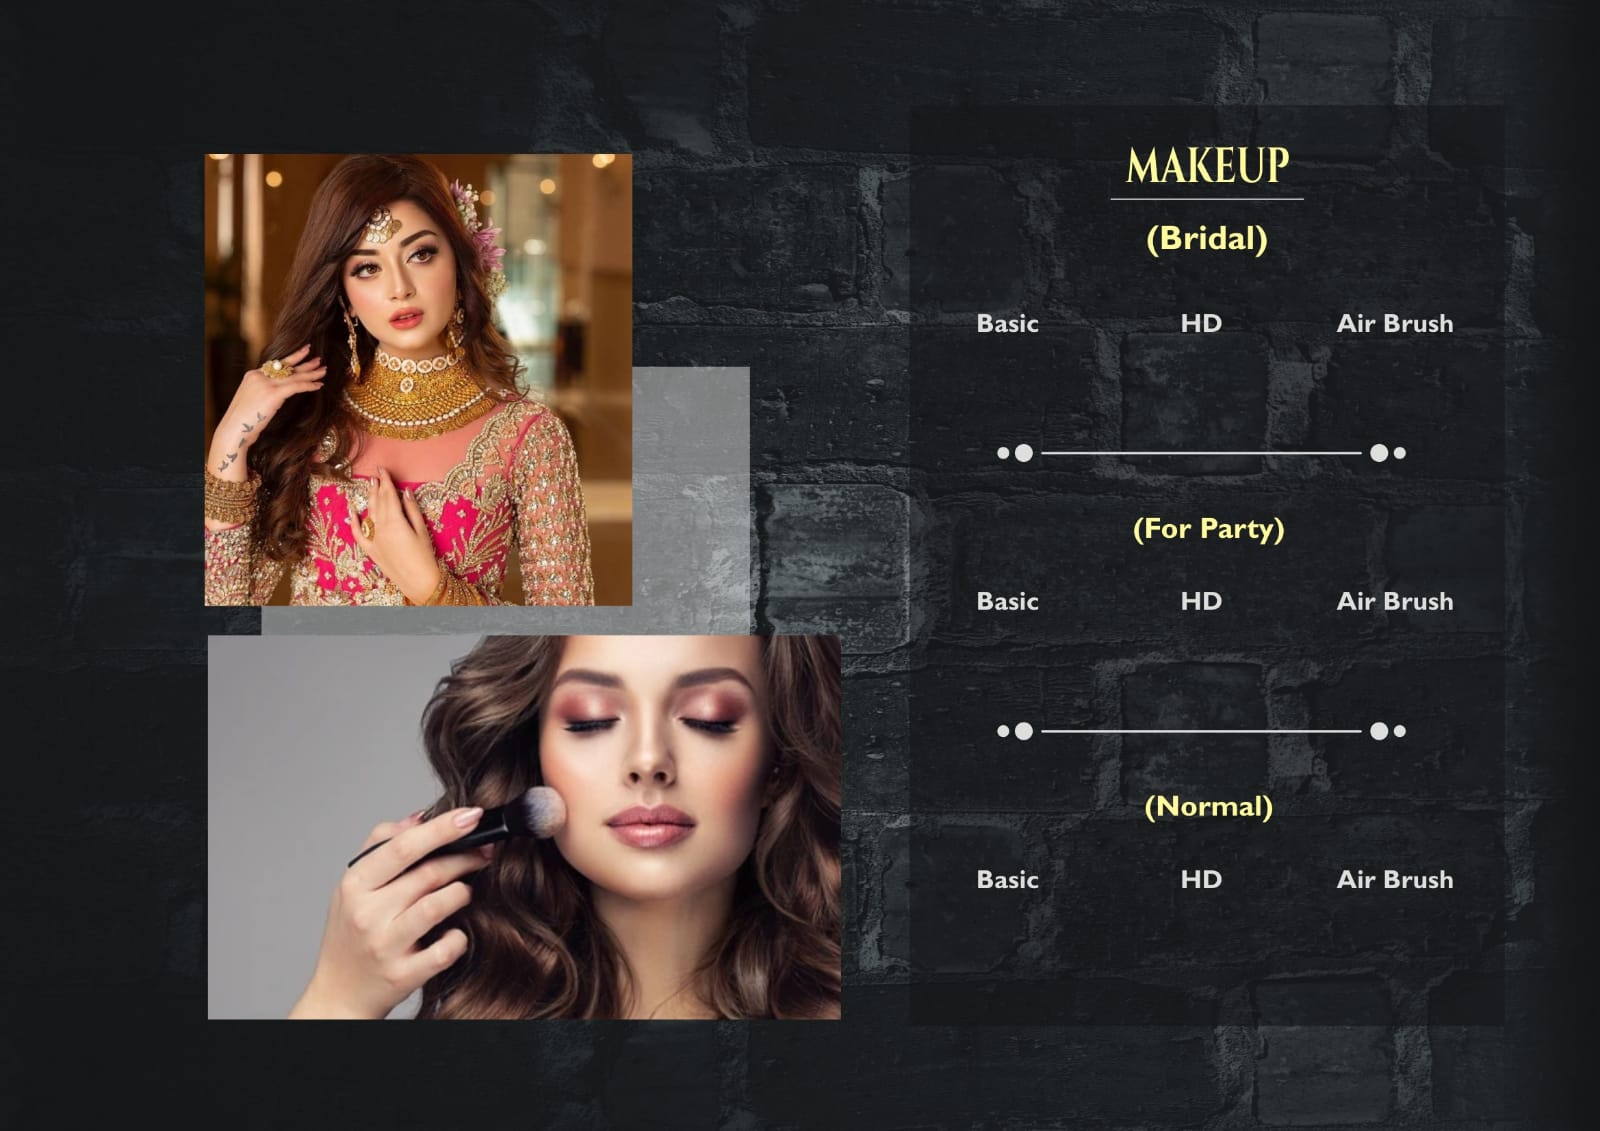 MAKEUP
(Bridal)
Basic HD Air Brush
(For Party)
Basic HD Air Brush
(Normal)
Basic HD Air Brush